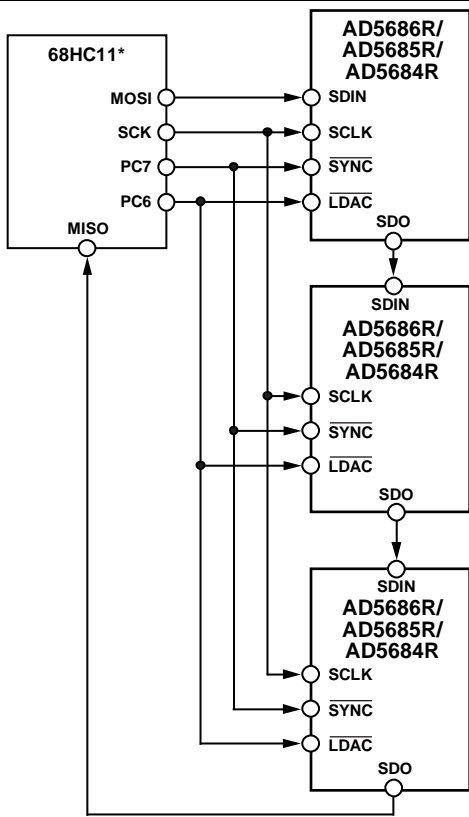 68HC11*
MOSI
SCK
PC7
PC6
MISO
AD5686R/
AD5685R/
AD5684R
SDIN
SCLK
SYNC
LDAC
SDO
SDIN
AD5686R/
AD5685R/
AD5684R
SCLK
SYNC
LDAC
SDO
SDIN
AD5686R/
AD5685R/
AD5684R
SCLK
SYNC
LDAC
SDO